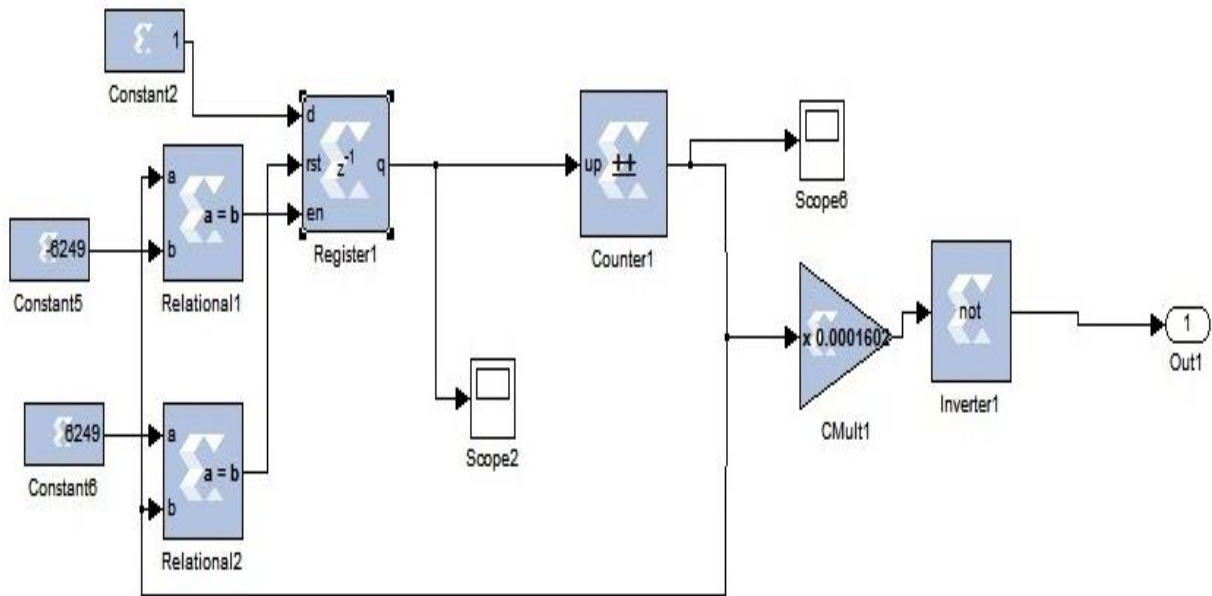 1
Constant2
d
rst
z-1
q
en
Register1
a
b
a = b
Relational1
-6249
Constant5
6249
Constant6
a
b
a = b
Relational2
Scope2
up
++
Counter1
Scope6
x 0.0001602
CMult1
not
Inverter1
1
Out1